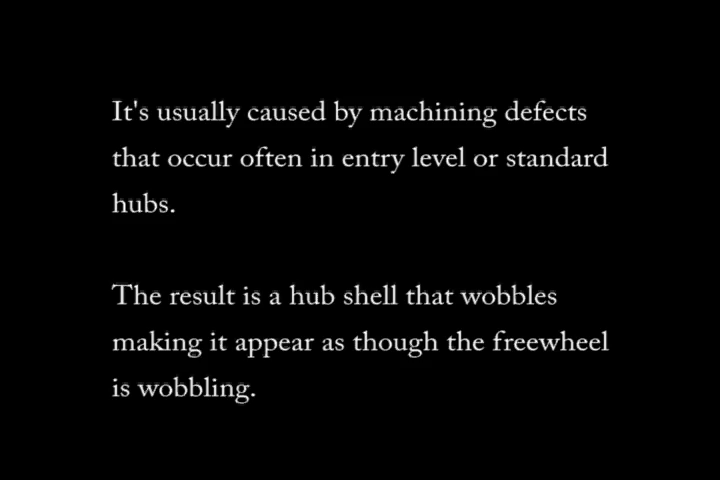 It's usually caused by machining defects
that occur often in entry level or standard
hubs.
The result is a hub shell that wobbles
making it appear as though the freewheel
is wobbling.